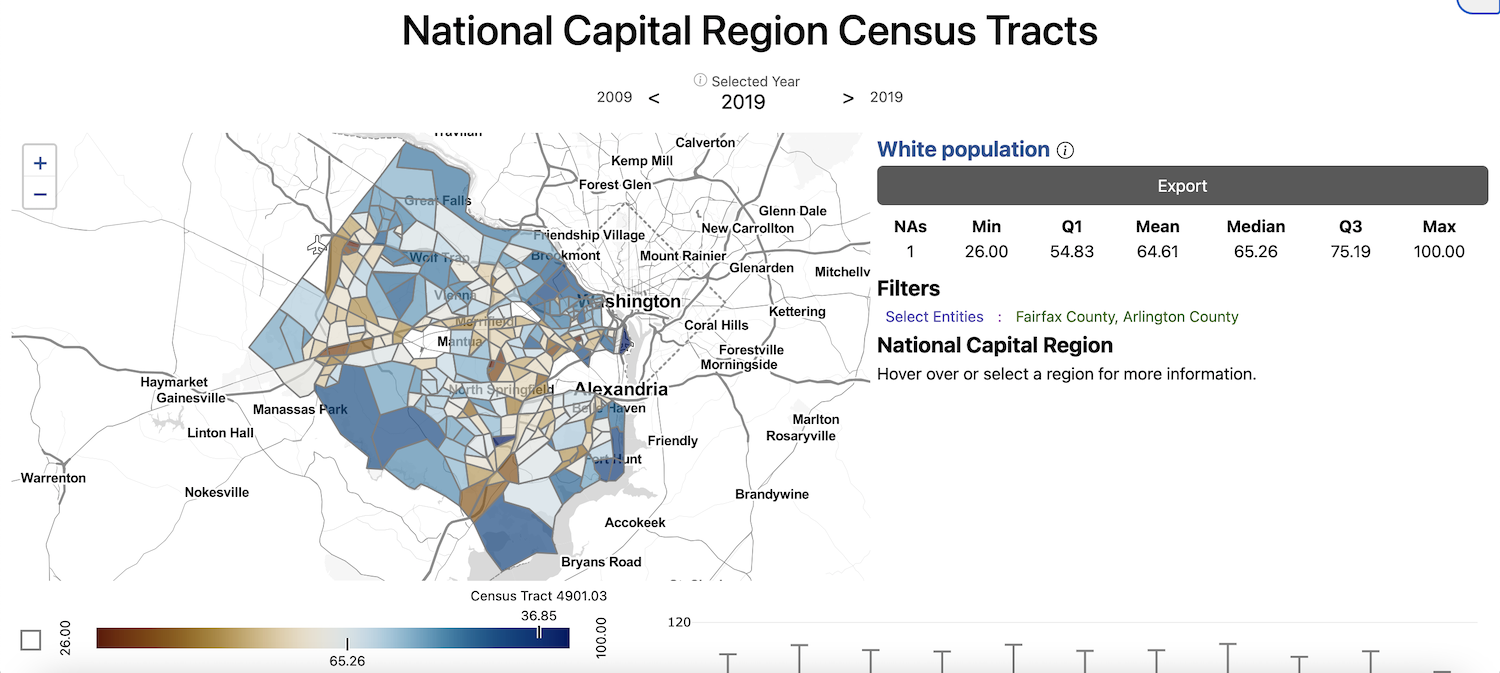 National Capital Region Census Tracts
ⓘ Selected Year
2009 < 2019 > 2019
Calverton
Kemp Mill
Forest Glen
Great Falls
Glenn Dale
New Carrollton
Friendship Village
Wolf Trap
Brookmont
Mount Rainier
Glenarden
Mitchellv
Vienna
Washington
Kettering
Merrifield
Coral Hills
Mantua
Forestville
Morningside
Haymarket
Gainesville
North Springfield
Alexandria
Manassas Park
Belle Haven
Marlton
Linton Hall
Friendly
Rosaryville
Fort Hunt
Warrenton
Nokesville
Brandywine
Accokeek
Bryans Road
+
−
White population ⓘ
Export
NAs Min Q1 Mean Median Q3 Max
1 26.00 54.83 64.61 65.26 75.19 100.00
Filters
Select Entities : Fairfax County, Arlington County
National Capital Region
Hover over or select a region for more information.
Census Tract 4901.03
36.85
26.00
100.00
65.26
120